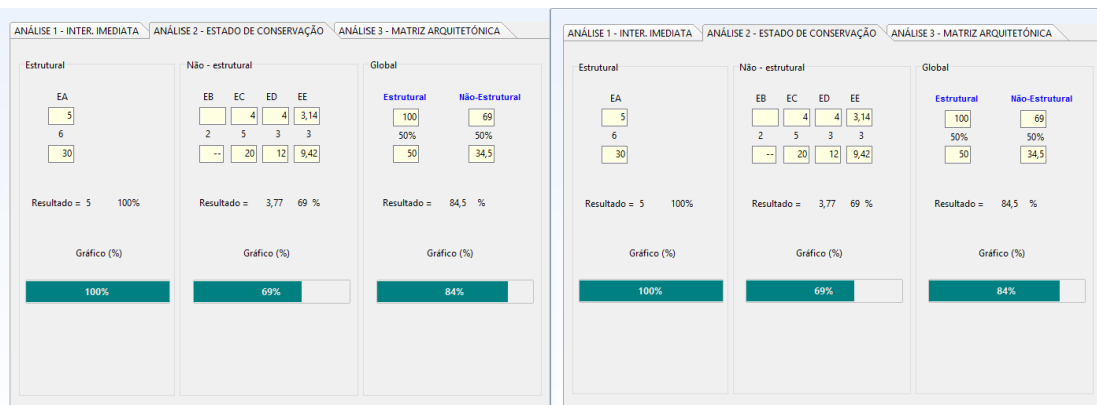 ANÁLISE 1 - INTER. IMEDIATA ANÁLISE 2 - ESTADO DE CONSERVAÇÃO ANÁLISE 3 - MATRIZ ARQUITETÓNICA
Estrutural Não - estrutural Global
EA EB EC ED EE Estrutural Não-Estrutural
5 4 4 3,14 100 69
6 2 5 3 3 50% 50%
30 -- 20 12 9,42 50 34,5
Resultado = 5 100% Resultado = 3,77 69 % Resultado = 84,5 %
Gráfico (%) Gráfico (%) Gráfico (%)
100% 69% 84%
ANÁLISE 1 - INTER. IMEDIATA ANÁLISE 2 - ESTADO DE CONSERVAÇÃO ANÁLISE 3 - MATRIZ ARQUITETÓNICA
Estrutural Não - estrutural Global
EA EB EC ED EE Estrutural Não-Estrutural
5 4 4 3,14 100 69
6 2 5 3 3 50% 50%
30 -- 20 12 9,42 50 34,5
Resultado = 5 100% Resultado = 3,77 69 % Resultado = 84,5 %
Gráfico (%) Gráfico (%) Gráfico (%)
100% 69% 84%